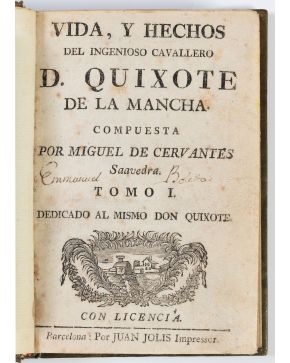 VIDA, Y HECHOS
DEL INGENIOSO CAVALLERO
D. QUIXOTE
DE LA MANCHA.
COMPUESTA
POR MIGUEL DE CERVANTES
Saavedra.
Emmanuel
TOMO I.
DEDICADO AL MISMO DON QUIXOTE.
CON LICENCIA.
Barcelona: Por JUAN JOLIS Impressor.